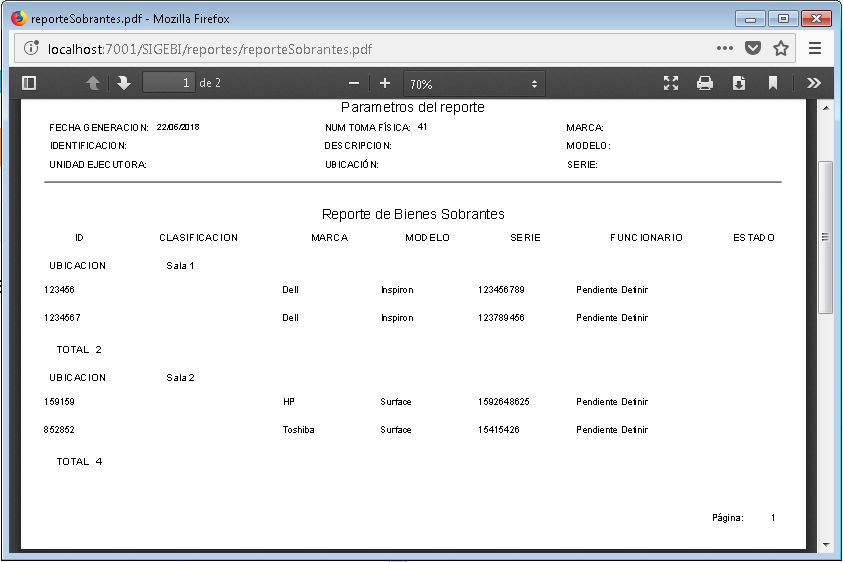 reporteSobrantes.pdf - Mozilla Firefox
localhost:7001/SIGEBI/reportes/reporteSobrantes.pdf
1 de 2 70%
Parametros del reporte
FECHA GENERACION: 22/06/2018 NUM TOMA FÍSICA: 41 MARCA:
IDENTIFICACION: DESCRIPCION: MODELO:
UNIDAD EJECUTORA: UBICACIÓN: SERIE:
Reporte de Bienes Sobrantes
ID CLASIFICACION MARCA MODELO SERIE FUNCIONARIO ESTADO
UBICACION Sala 1
123456 Dell Inspiron 123456789 Pendiente Definir
1234567 Dell Inspiron 123789456 Pendiente Definir
TOTAL 2
UBICACION Sala 2
159159 HP Surface 1592648625 Pendiente Definir
852852 Toshiba Surface 15415426 Pendiente Definir
TOTAL 4
Página: 1